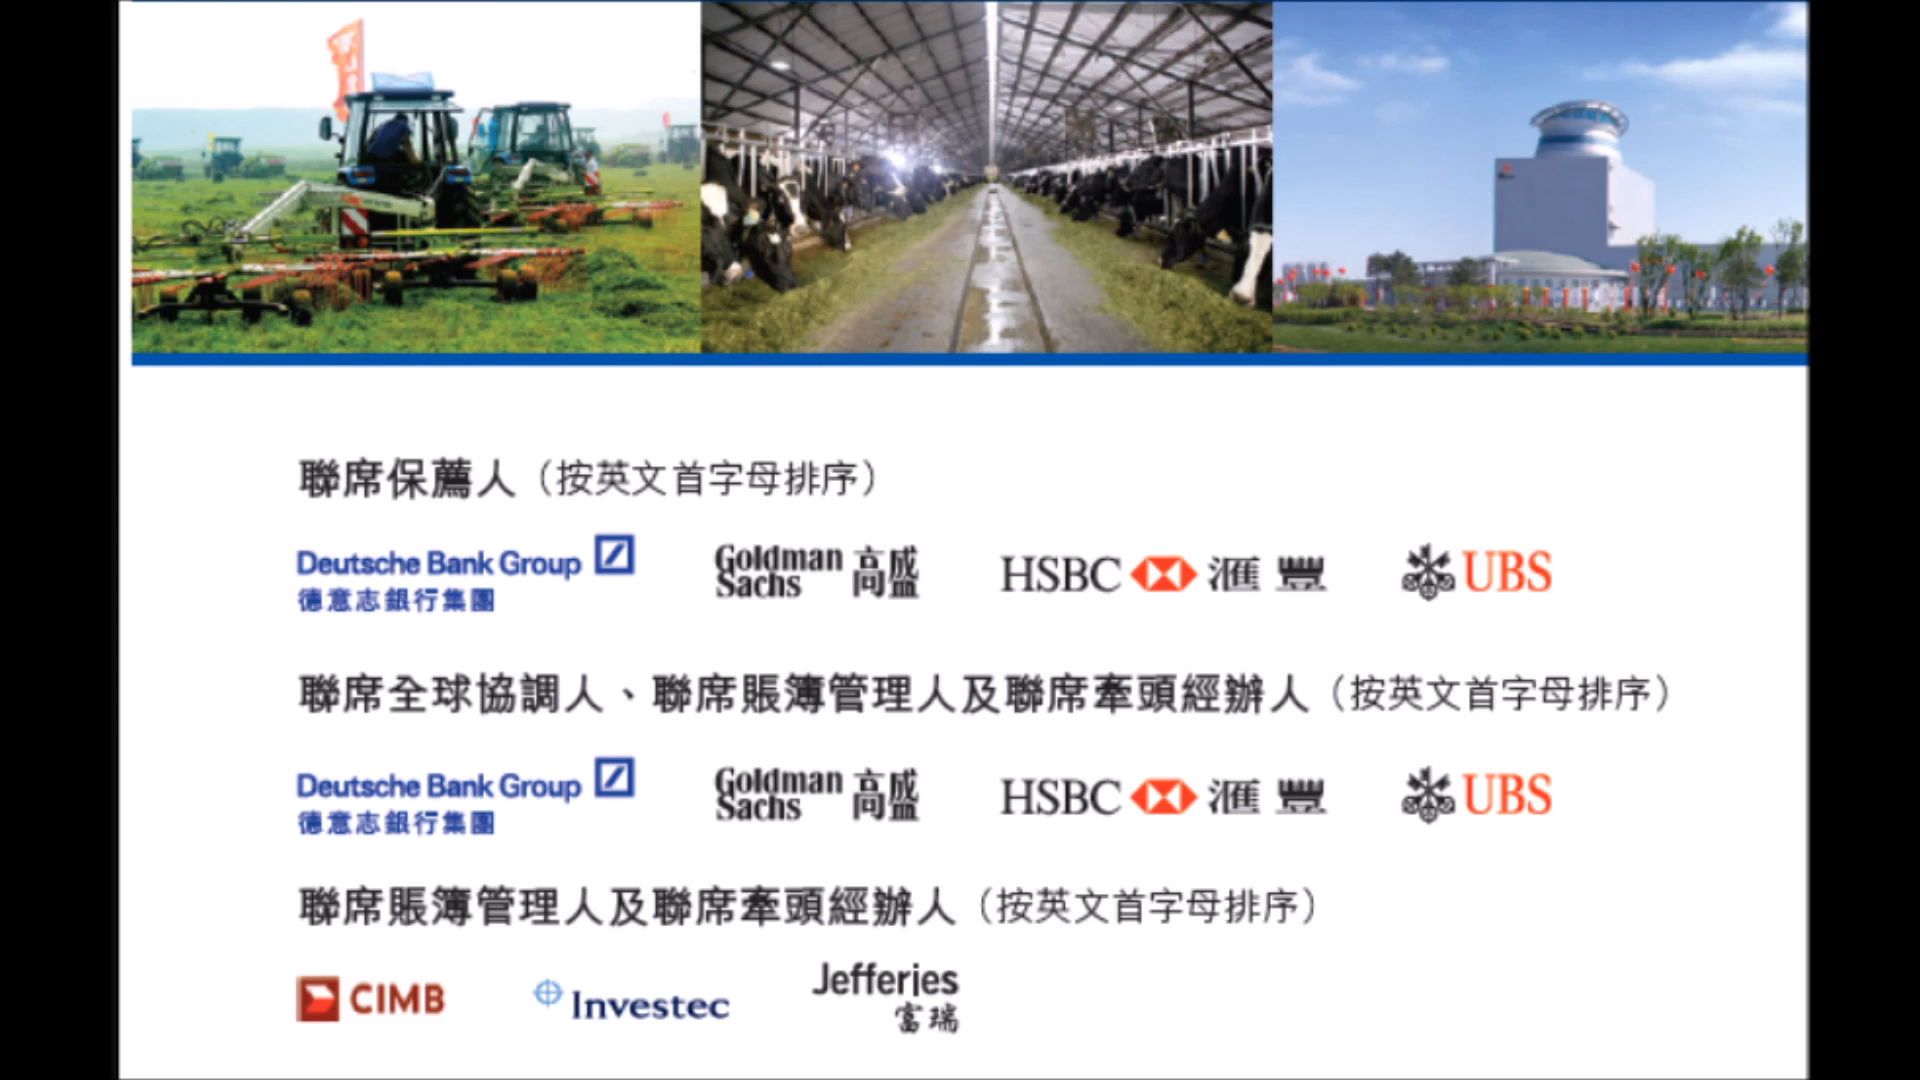 聯席保薦人（按英文首字母排序）
Deutsche Bank Group
德意志銀行集團
Goldman Sachs 高盛
HSBC 滙豐
UBS
聯席全球協調人、聯席賬簿管理人及聯席牽頭經辦人（按英文首字母排序）
Deutsche Bank Group
德意志銀行集團
Goldman Sachs 高盛
HSBC 滙豐
UBS
聯席賬簿管理人及聯席牽頭經辦人（按英文首字母排序）
CIMB
Investec
Jefferies
富瑞